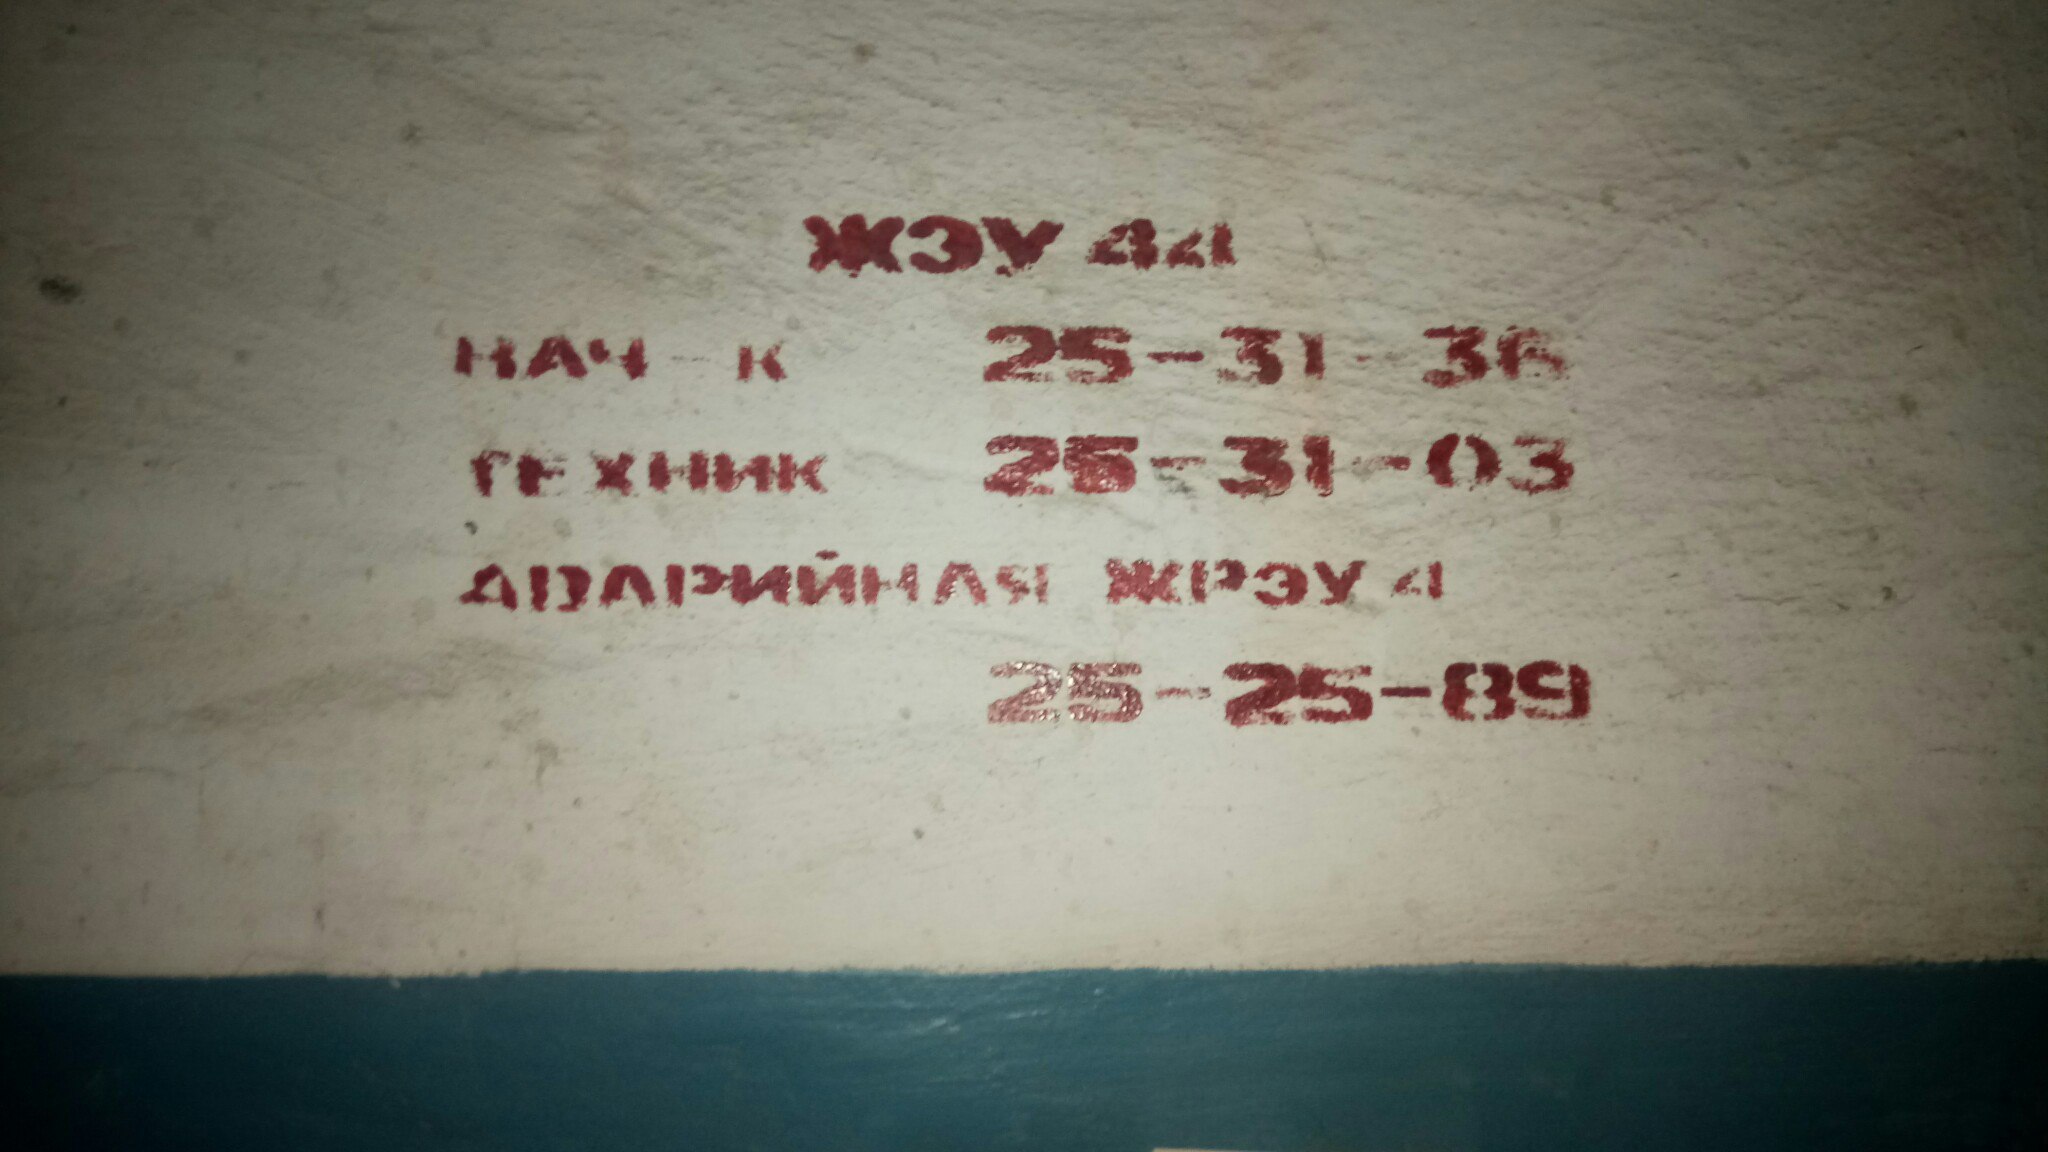 ЖЭУ 44
НАЧ-К 25-31-36
ТЕХНИК 25-31-03
АВАРИЙНАЯ ЖРЭУ 4
25-25-89